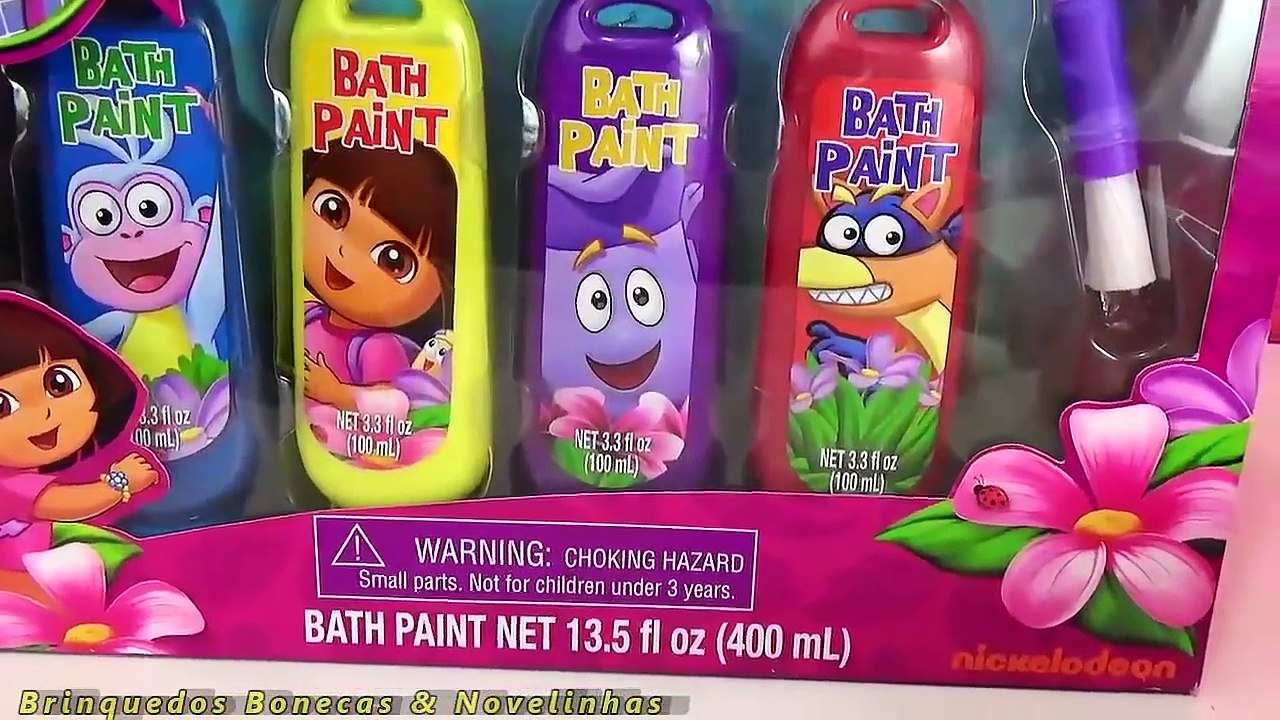 BATH
PAiNT
3.3 fl oz
00 mL)
BATH
PAiNT
NET 3.3 fl oz
(100 mL)
BATH
PAiNT
NET 3.3 fl oz
(100 mL)
BATH
PAiNT
NET 3.3 fl oz
(100 mL)
WARNING: CHOKING HAZARD
Small parts. Not for children under 3 years.
BATH PAINT NET 13.5 fl oz (400 mL)
nickelodeon
Brinquedos Bonecas & Novelinhas